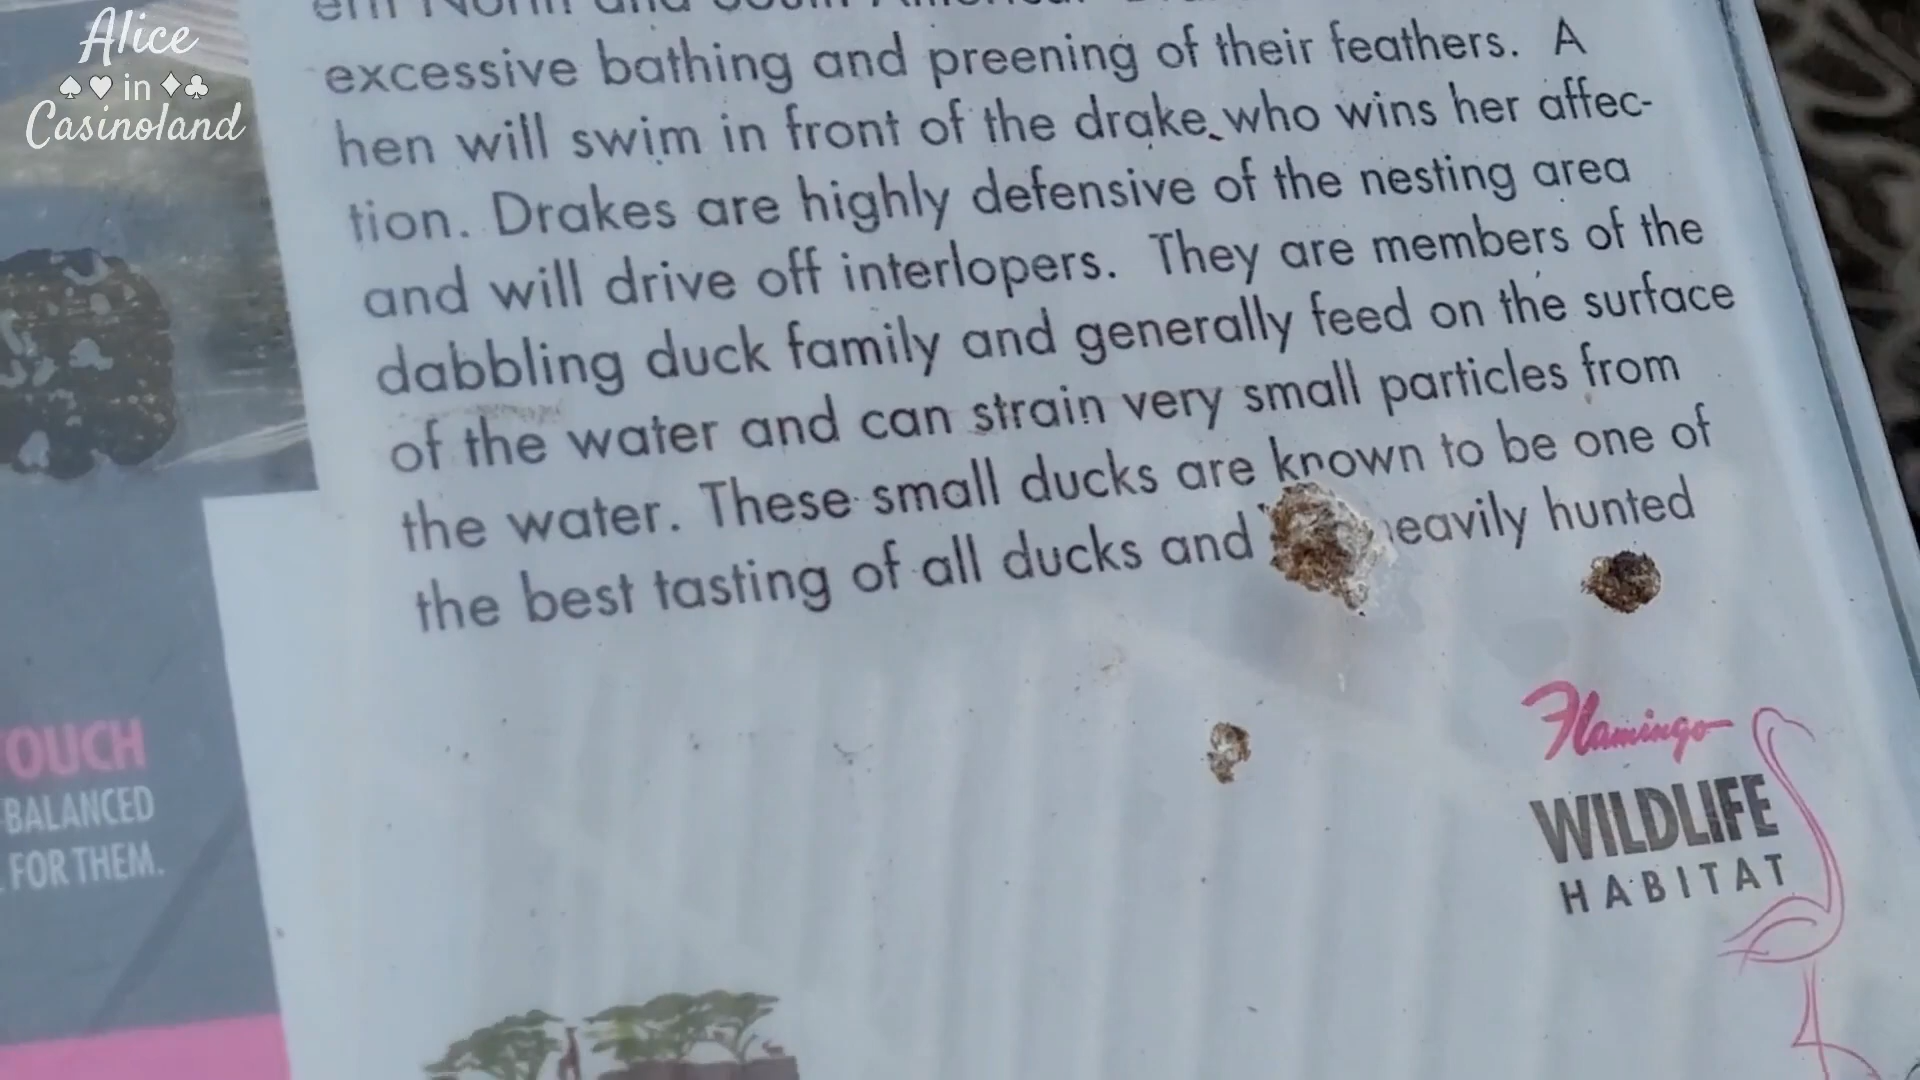 Alice
in
Casinoland
excessive bathing and preening of their feathers. A
hen will swim in front of the drake who wins her affec-
tion. Drakes are highly defensive of the nesting area
and will drive off interlopers. They are members of the
dabbling duck family and generally feed on the surface
of the water and can strain very small particles from
the water. These small ducks are known to be one of
the best tasting of all ducks and heavily hunted
OUCH
BALANCED
FOR THEM.
Flamingo
WILDLIFE
HABITAT